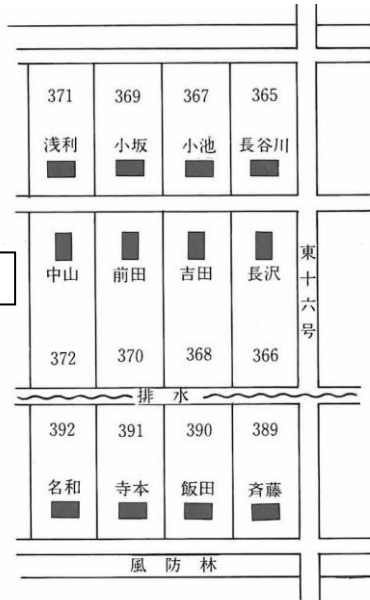 371 369 367 365
浅利 小坂 小池 長谷川
中山 前田 吉田 長沢
東十六号
372 370 368 366
排水
392 391 390 389
名和 寺本 飯田 斉藤
風防林